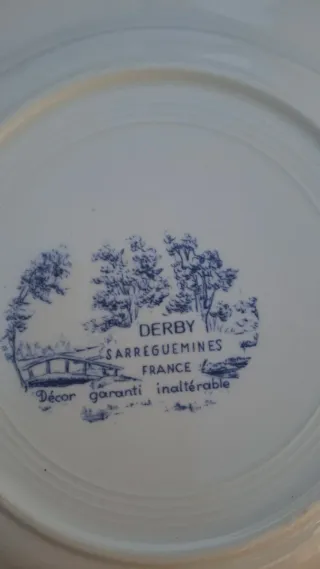 DERBY
SARREGUEMINES
FRANCE
Décor garanti inaltérable